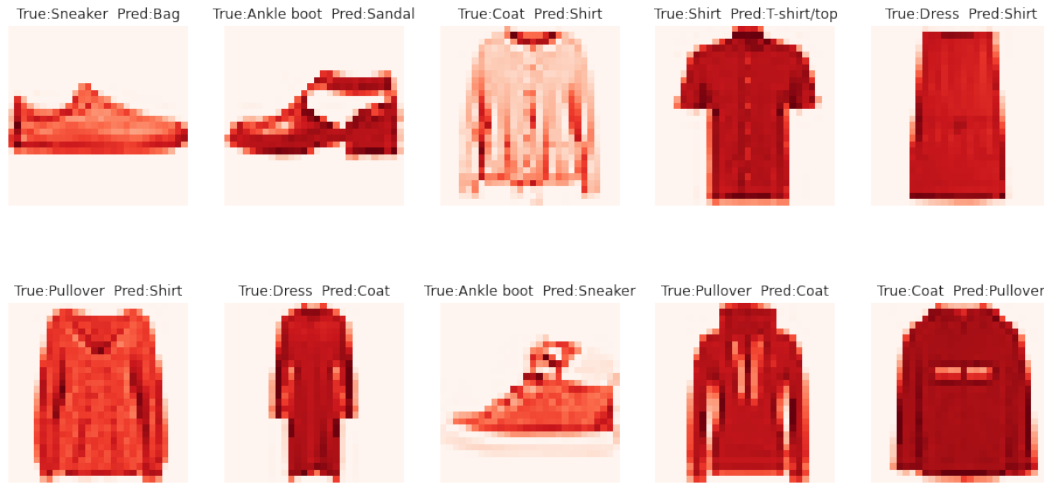 True:Sneaker Pred:Bag
True:Ankle boot Pred:Sandal
True:Coat Pred:Shirt
True:Shirt Pred:T-shirt/top
True:Dress Pred:Shirt
True:Pullover Pred:Shirt
True:Dress Pred:Coat
True:Ankle boot Pred:Sneaker
True:Pullover Pred:Coat
True:Coat Pred:Pullover